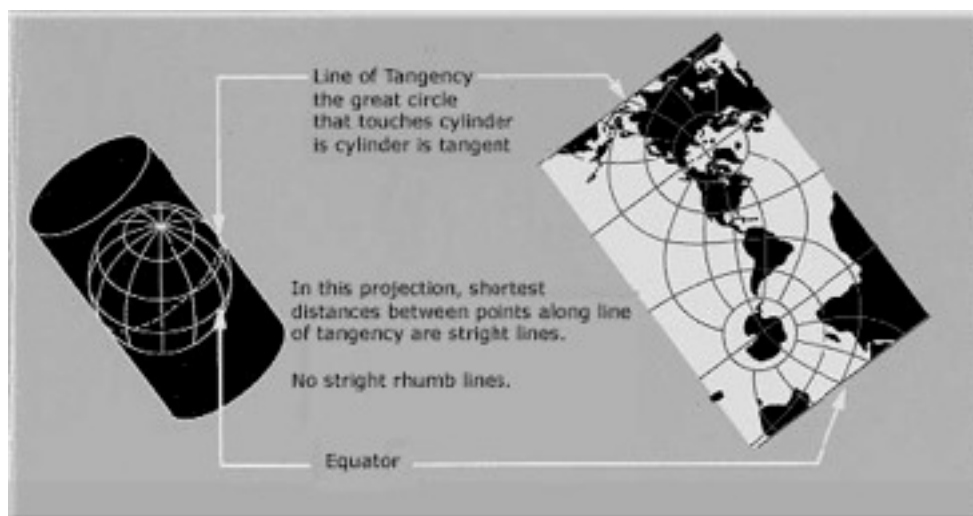 Line of Tangency
the great circle
that touches cylinder
is cylinder is tangent
In this projection, shortest
distances between points along line
of tangency are stright lines.
No stright rhumb lines.
Equator